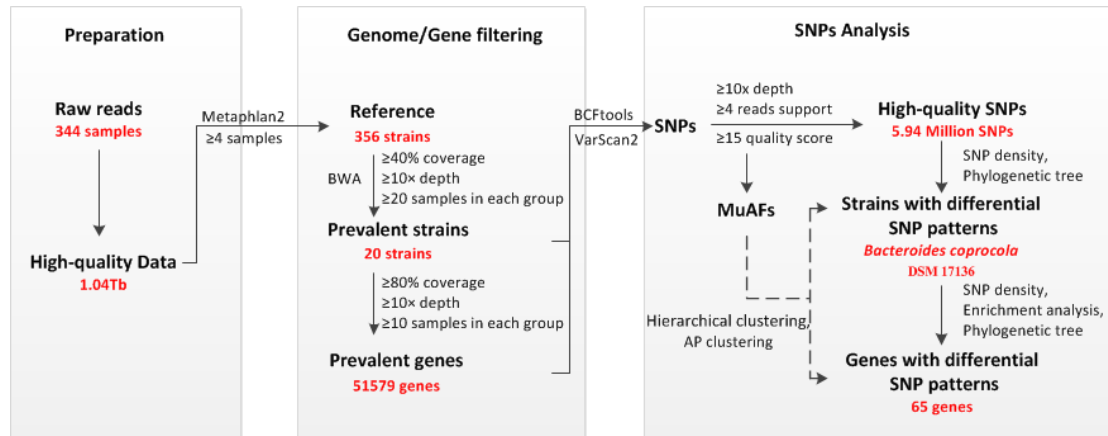 Preparation
Raw reads
344 samples
High-quality Data
1.04Tb
Metaphlan2
≥4 samples
Genome/Gene filtering
Reference
356 strains
BWA
≥40% coverage
≥10× depth
≥20 samples in each group
Prevalent strains
20 strains
≥80% coverage
≥10× depth
≥10 samples in each group
Prevalent genes
51579 genes
BCFtools
VarScan2
SNPs Analysis
SNPs
≥10x depth
≥4 reads support
≥15 quality score
High-quality SNPs
5.94 Million SNPs
SNP density,
Phylogenetic tree
MuAFs
Strains with differential
SNP patterns
Bacteroides coprocola
DSM 17136
Hierarchical clustering,
AP clustering
SNP density,
Enrichment analysis,
Phylogenetic tree
Genes with differential
SNP patterns
65 genes